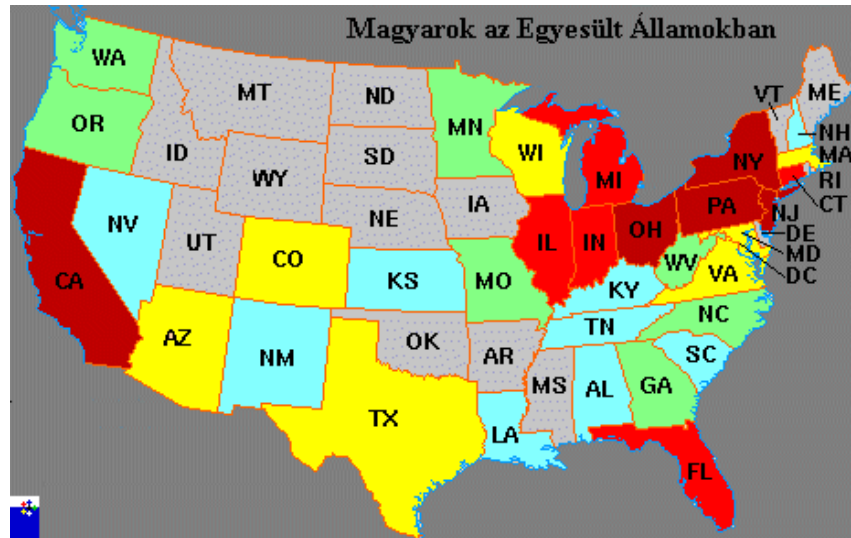 Magyarok az Egyesült Államokban
WA
MT
ND
MN
VT
ME
OR
ID
SD
WI
NH
MA
WY
MI
NY
RI
CT
NV
UT
NE
IA
IL
IN
OH
PA
NJ
DE
MD
DC
CA
CO
KS
MO
WV
VA
KY
AZ
NM
OK
AR
TN
NC
SC
MS
AL
GA
TX
LA
FL